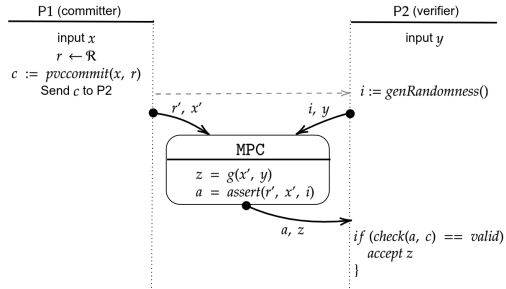 P1 (committer)
P2 (verifier)
input x
input y
r ← ℛ
c := pvccommit(x, r)
Send c to P2
i := genRandomness()
r′, x′
i, y
MPC
z = g(x′, y)
a = assert(r′, x′, i)
a, z
if (check(a, c) == valid)
accept z
}